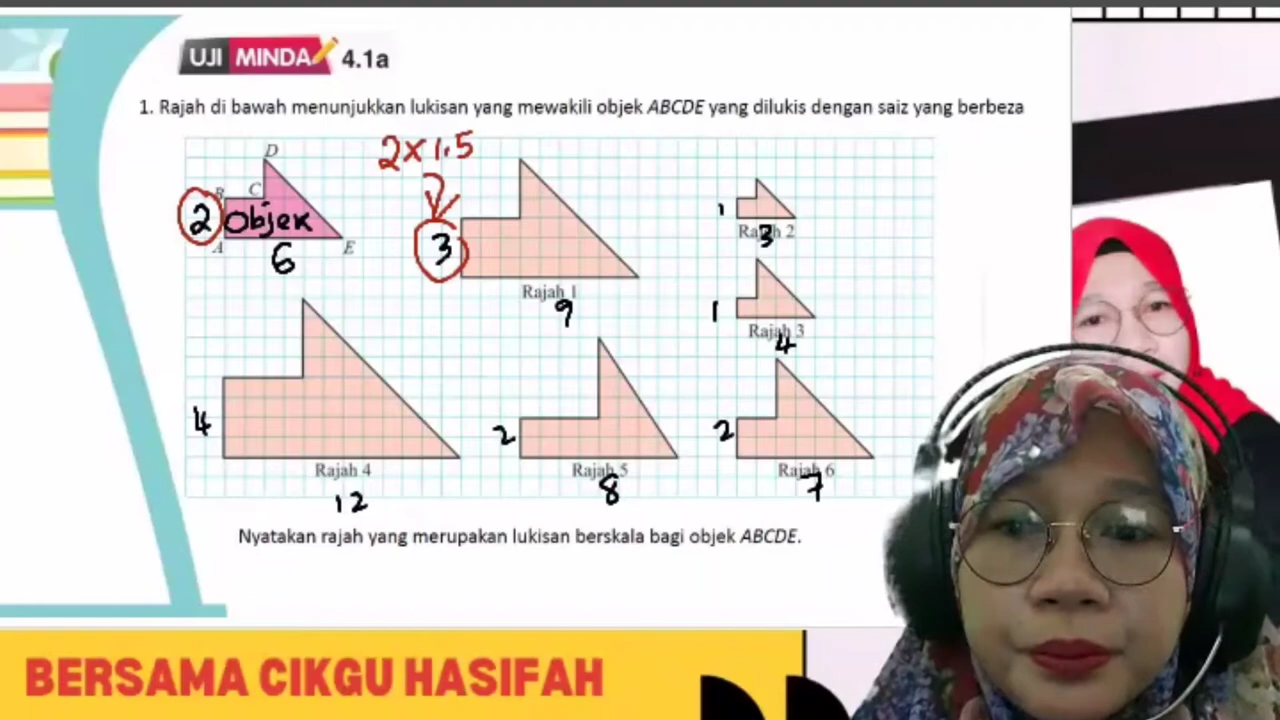 UJI MINDA 4.1a
1. Rajah di bawah menunjukkan lukisan yang mewakili objek ABCDE yang dilukis dengan saiz yang berbeza
D
2 x 1.5
B C
2 Objek
A E
6
3
Rajah 1
9
1
Rajah 2
3
1
Rajah 3
4
4
Rajah 4
12
2
Rajah 5
8
2
Rajah 6
7
Nyatakan rajah yang merupakan lukisan berskala bagi objek ABCDE.
BERSAMA CIKGU HASIFAH